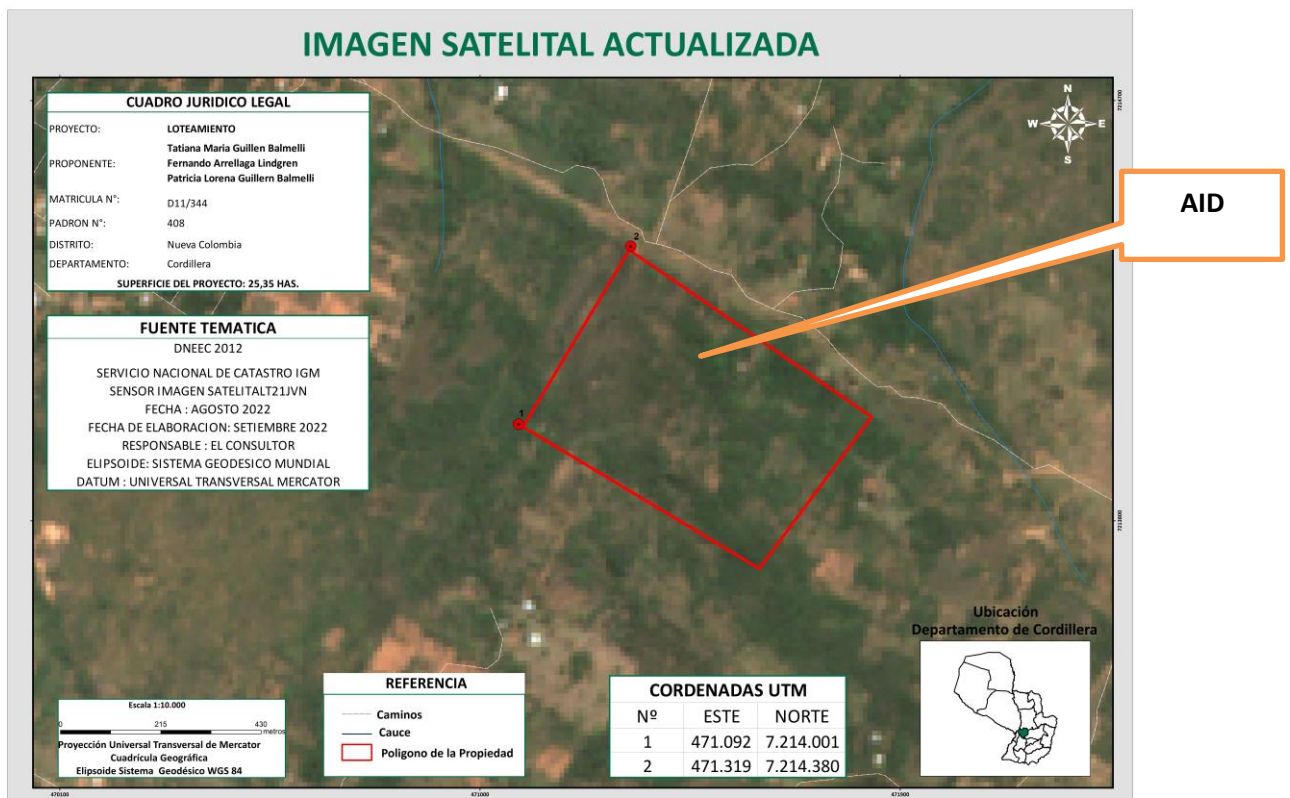 IMAGEN SATELITAL ACTUALIZADA
CUADRO JURIDICO LEGAL
PROYECTO: LOTEAMIENTO
PROPONENTE: Tatiana Maria Guillen Balmelli
Fernando Arrellaga Lindgren
Patricia Lorena Guillern Balmelli
MATRICULA N°: D11/344
PADRON N°: 408
DISTRITO: Nueva Colombia
DEPARTAMENTO: Cordillera
SUPERFICIE DEL PROYECTO: 25,35 HAS.
FUENTE TEMATICA
DNEEC 2012
SERVICIO NACIONAL DE CATASTRO IGM
SENSOR IMAGEN SATELITALT21JVN
FECHA : AGOSTO 2022
FECHA DE ELABORACION: SETIEMBRE 2022
RESPONSABLE : EL CONSULTOR
ELIPSOIDE: SISTEMA GEODESICO MUNDIAL
DATUM : UNIVERSAL TRANSVERSAL MERCATOR
N
W E
S
AID
2
1
7214700
7213800
Escala 1:10.000
0 215 430
metros
Proyección Universal Transversal de Mercator
Cuadrícula Geográfica
Elipsoide Sistema Geodésico WGS 84
REFERENCIA
Caminos
Cauce
Poligono de la Propiedad
CORDENADAS UTM
Nº ESTE NORTE
1 471.092 7.214.001
2 471.319 7.214.380
Ubicación
Departamento de Cordillera
470100 471000 471900